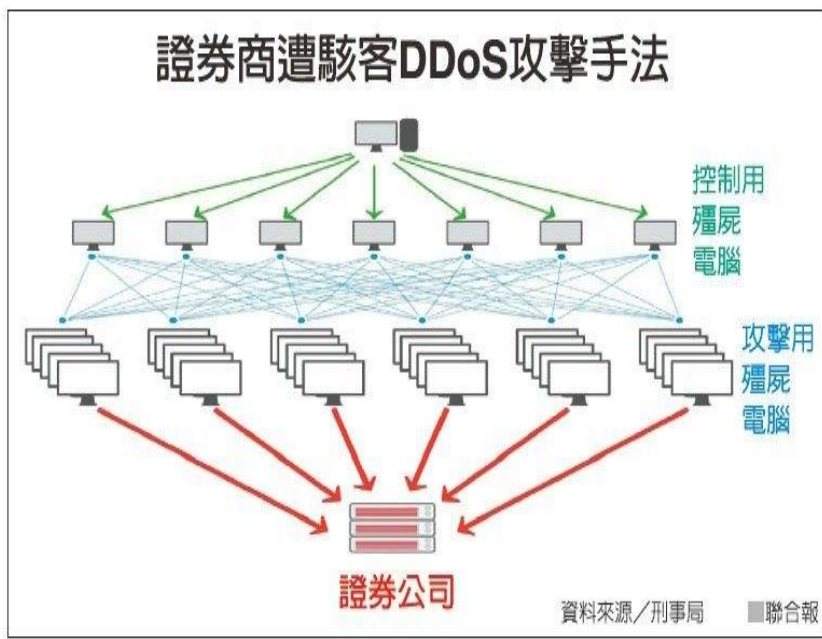 證券商遭駭客DDoS攻擊手法
控制用
殭屍
電腦
攻擊用
殭屍
電腦
證券公司
資料來源／刑事局
■聯合報